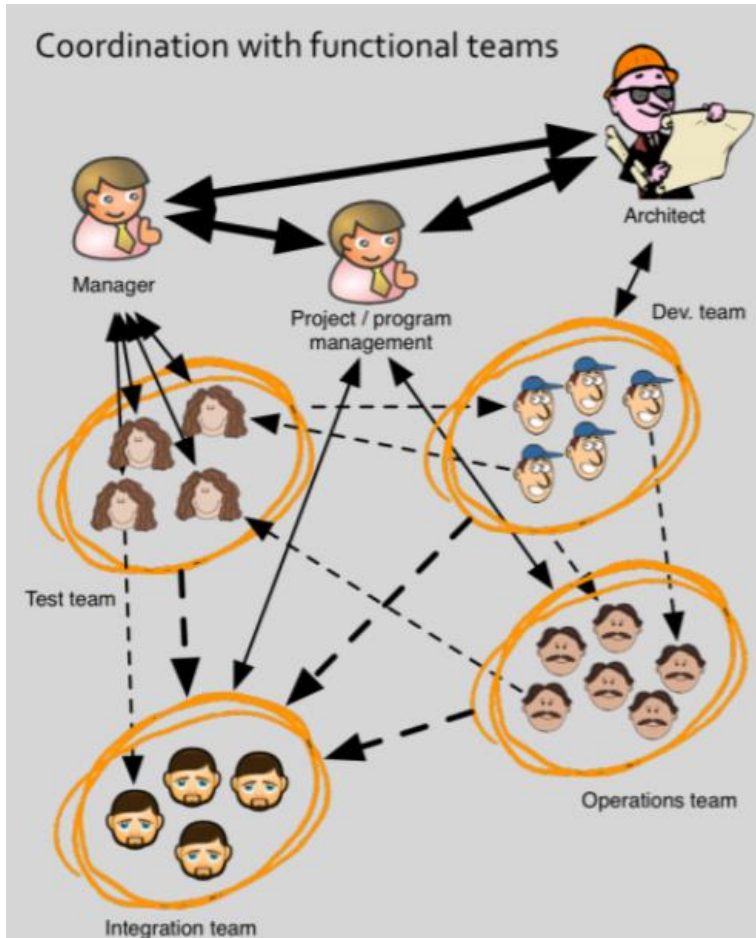 Coordination with functional teams
Architect
Manager
Project / program
management
Dev. team
Test team
Operations team
Integration team